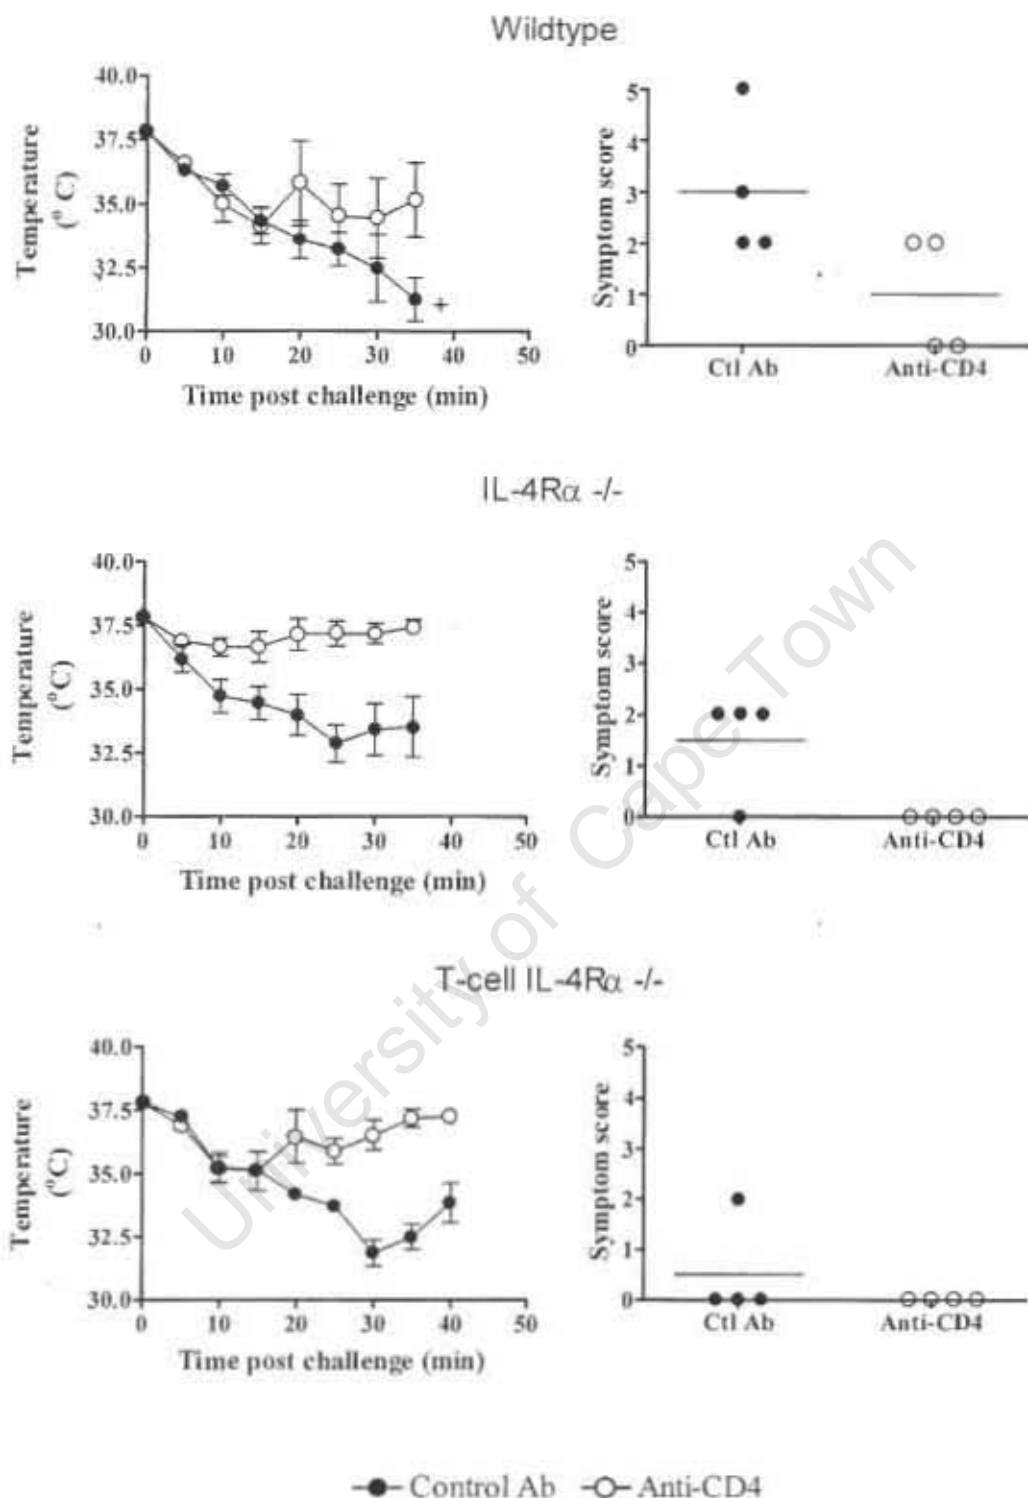 Wildtype
40.0
37.5
35.0
32.5
30.0
Temperature
(° C)
0 10 20 30 40 50
Time post challenge (min)
+
5
4
3
2
1
0
Symptom score
Ctl Ab Anti-CD4
IL-4Rα -/-
40.0
37.5
35.0
32.5
30.0
Temperature
(°C)
0 10 20 30 40 50
Time post challenge (min)
5
4
3
2
1
0
Symptom score
Ctl Ab Anti-CD4
T-cell IL-4Rα -/-
40.0
37.5
35.0
32.5
30.0
Temperature
(°C)
0 10 20 30 40 50
Time post challenge (min)
5
4
3
2
1
0
Symptom score
Ctl Ab Anti-CD4
Control Ab Anti-CD4
University of Cape Town